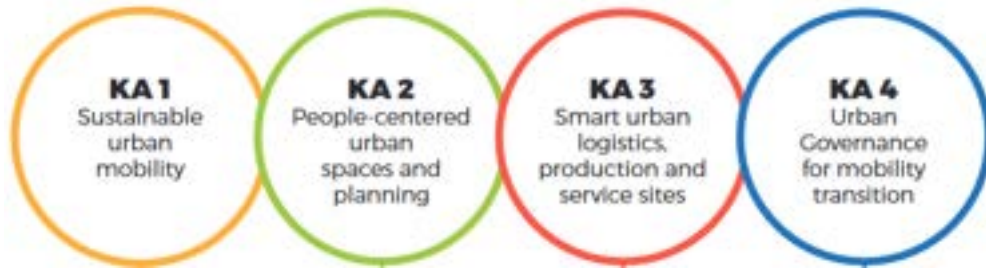 KA 1
Sustainable
urban
mobility
KA 2
People-centered
urban
spaces and
planning
KA 3
Smart urban
logistics,
production and
service sites
KA 4
Urban
Governance
for mobility
transition